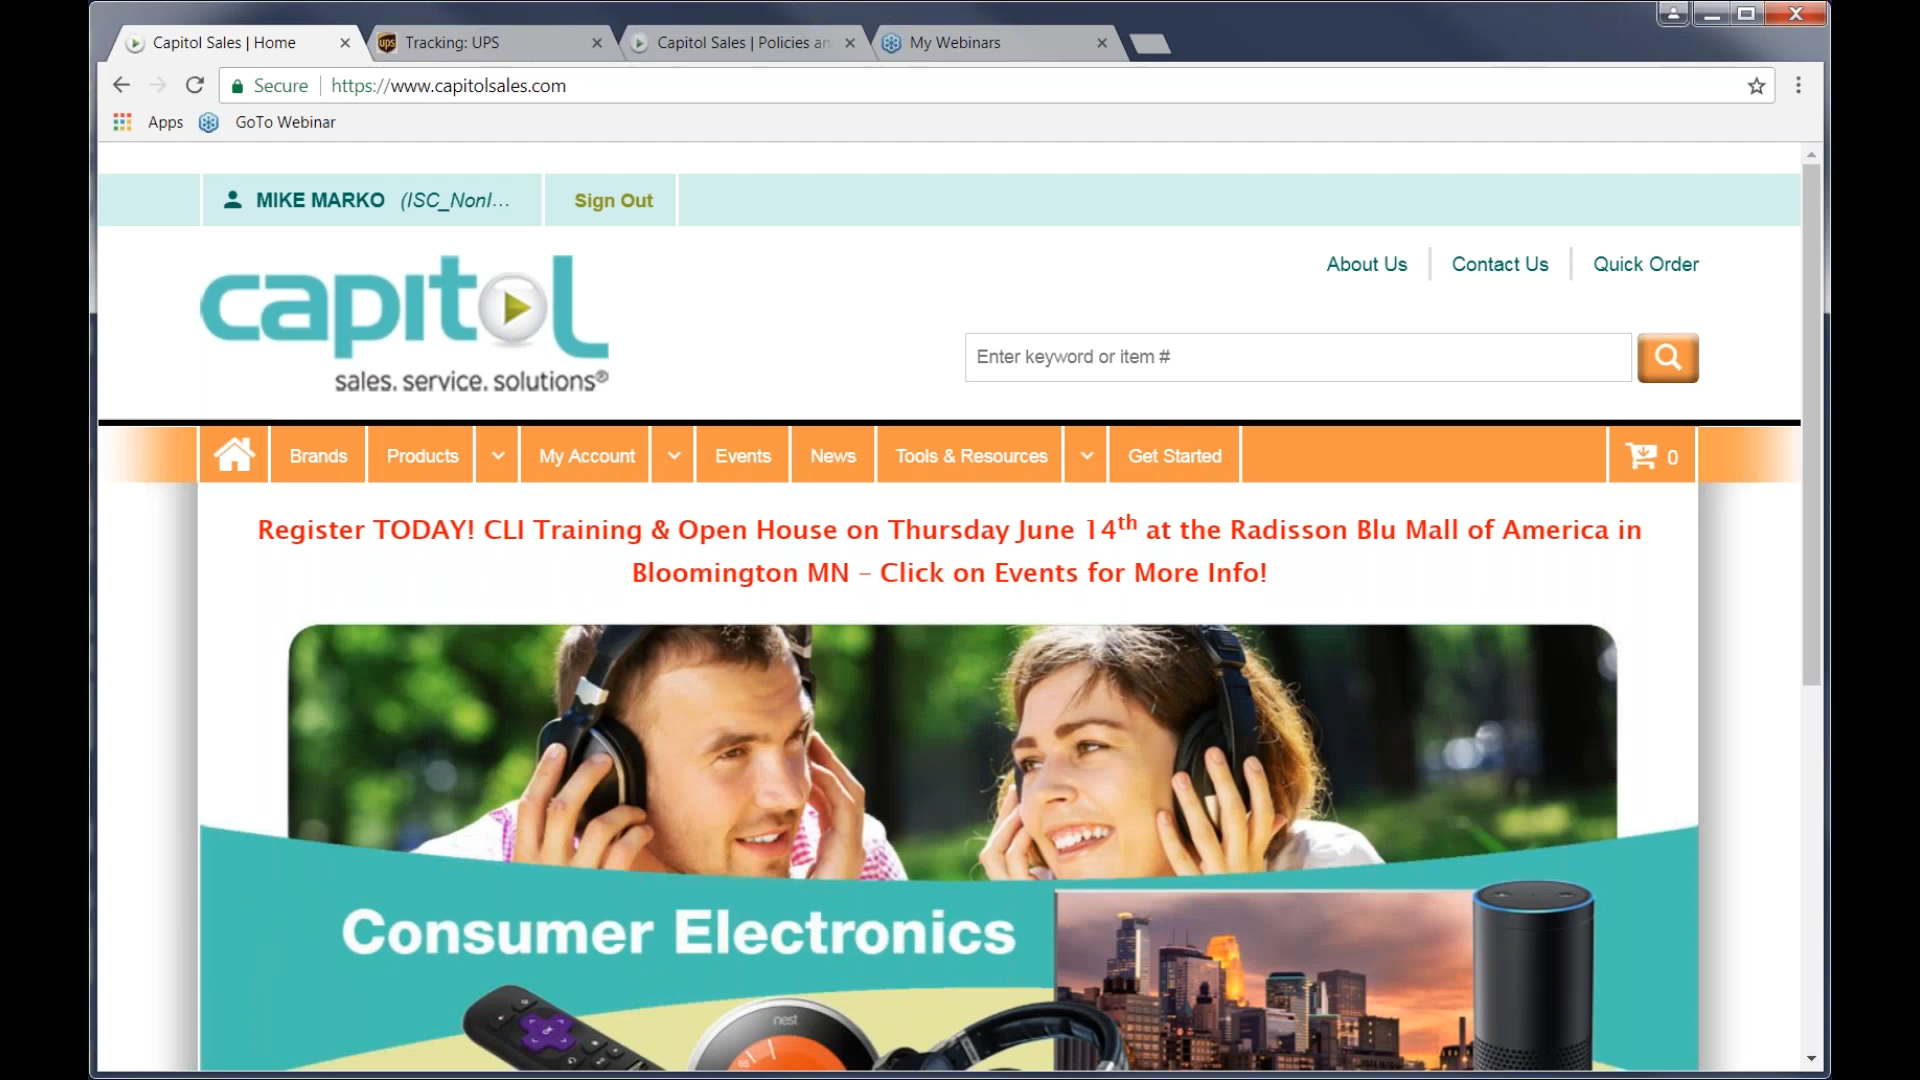 Capitol Sales | Home
Tracking: UPS
Capitol Sales | Policies an
My Webinars
Secure
https://www.capitolsales.com
Apps
GoTo Webinar
MIKE MARKO (ISC_NonI...
Sign Out
About Us
Contact Us
Quick Order
capitol
sales. service. solutions®
Enter keyword or item #
Brands
Products
My Account
Events
News
Tools & Resources
Get Started
0
Register TODAY! CLI Training & Open House on Thursday June 14th at the Radisson Blu Mall of America in
Bloomington MN – Click on Events for More Info!
Consumer Electronics
nest
OK